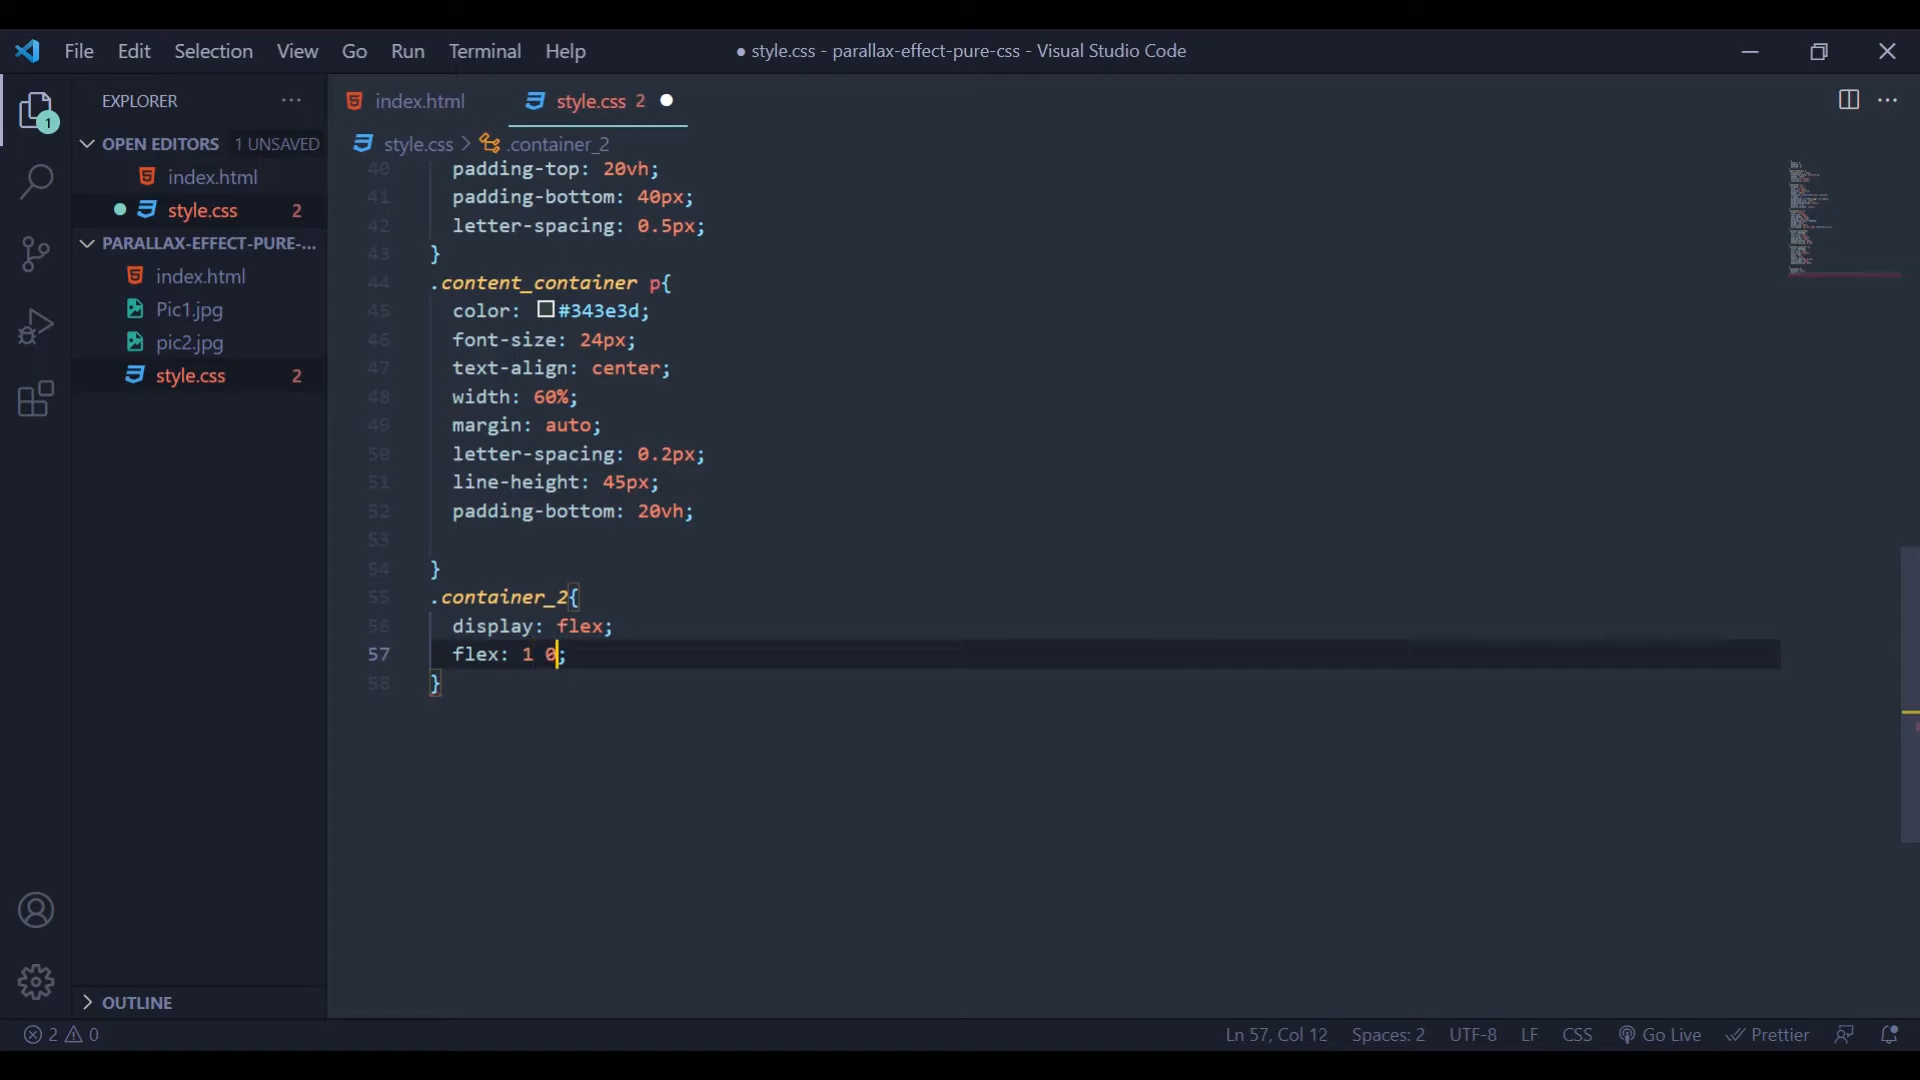 File Edit Selection View Go Run Terminal Help
● style.css - parallax-effect-pure-css - Visual Studio Code
EXPLORER
1
OPEN EDITORS 1 UNSAVED
index.html
style.css 2
PARALLAX-EFFECT-PURE-...
index.html
Pic1.jpg
pic2.jpg
style.css 2
OUTLINE
index.html
style.css 2
style.css > .container_2
40 padding-top: 20vh;
41 padding-bottom: 40px;
42 letter-spacing: 0.5px;
43 }
44 .content_container p{
45 color: #343e3d;
46 font-size: 24px;
47 text-align: center;
48 width: 60%;
49 margin: auto;
50 letter-spacing: 0.2px;
51 line-height: 45px;
52 padding-bottom: 20vh;
53
54 }
55 .container_2{
56 display: flex;
57 flex: 1 0;
58 }
2 0
Ln 57, Col 12 Spaces: 2 UTF-8 LF CSS Go Live Prettier